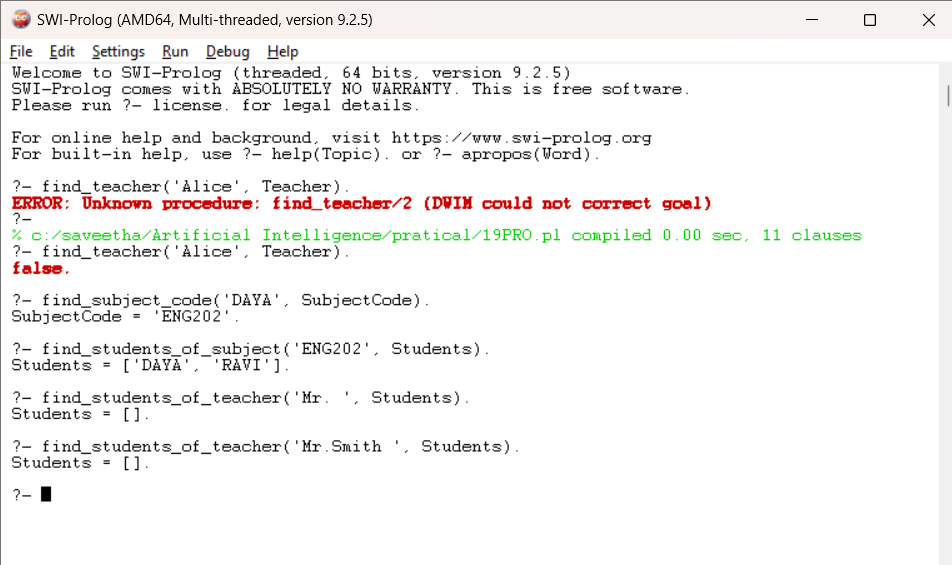 SWI-Prolog (AMD64, Multi-threaded, version 9.2.5)
File Edit Settings Run Debug Help
Welcome to SWI-Prolog (threaded, 64 bits, version 9.2.5)
SWI-Prolog comes with ABSOLUTELY NO WARRANTY. This is free software.
Please run ?- license. for legal details.
For online help and background, visit https://www.swi-prolog.org
For built-in help, use ?- help(Topic). or ?- apropos(Word).
?- find_teacher('Alice', Teacher).
ERROR: Unknown procedure: find_teacher/2 (DWIM could not correct goal)
?-
% c:/saveetha/Artificial Intelligence/pratical/19PRO.pl compiled 0.00 sec, 11 clauses
?- find_teacher('Alice', Teacher).
false.
?- find_subject_code('DAYA', SubjectCode).
SubjectCode = 'ENG202'.
?- find_students_of_subject('ENG202', Students).
Students = ['DAYA', 'RAVI'].
?- find_students_of_teacher('Mr. ', Students).
Students = [].
?- find_students_of_teacher('Mr.Smith ', Students).
Students = [].
?-